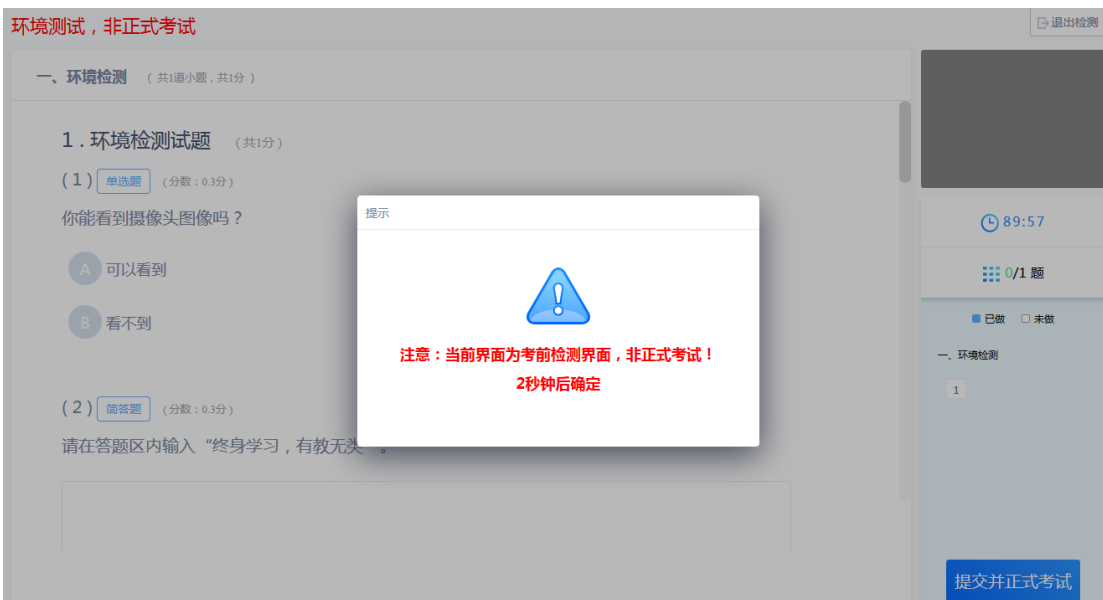 环境测试，非正式考试
退出检测
一、环境检测 （ 共1道小题 , 共1分 ）
1 . 环境检测试题 （ 共1分 ）
( 1 ) 单选题 （ 分数：0.3分 ）
你能看到摄像头图像吗？
A 可以看到
B 看不到
( 2 ) 简答题 （ 分数：0.3分 ）
请在答题区内输入“终身学习，有教无类”。
提示
注意：当前界面为考前检测界面，非正式考试！
2秒钟后确定
89:57
0/1 题
已做 未做
一、环境检测
1
提交并正式考试